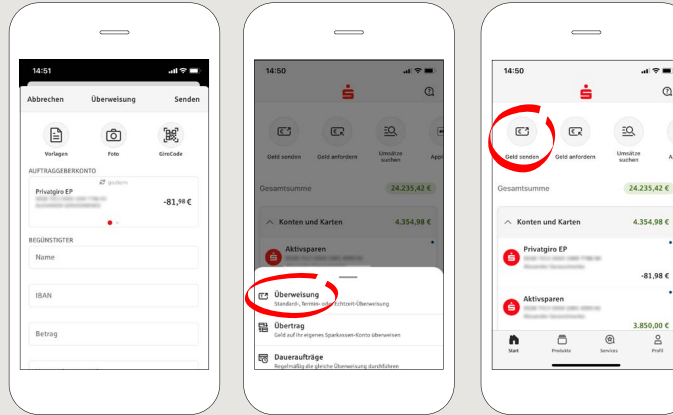 14:51
Abbrechen Überweisung Senden
Vorlagen Foto GiroCode
AUFTRAGGEBERKONTO
ändern
Privatgiro EP
-81,98 €
BEGÜNSTIGTER
Name
IBAN
Betrag
14:50
Geld senden Geld anfordern Umsätze suchen
Gesamtsumme 24.235,42 €
Konten und Karten 4.354,98 €
Aktivsparen
Überweisung
Standard-, Termin- oder Echtzeit-Überweisung
Übertrag
Geld auf Ihr eigenes Sparkassen-Konto überweisen
Daueraufträge
Regelmäßig die gleiche Überweisung durchführen
14:50
Geld senden Geld anfordern Umsätze suchen
Gesamtsumme 24.235,42 €
Konten und Karten 4.354,98 €
Privatgiro EP
-81,98 €
Aktivsparen
3.850,00 €
Start Produkte Services Profil